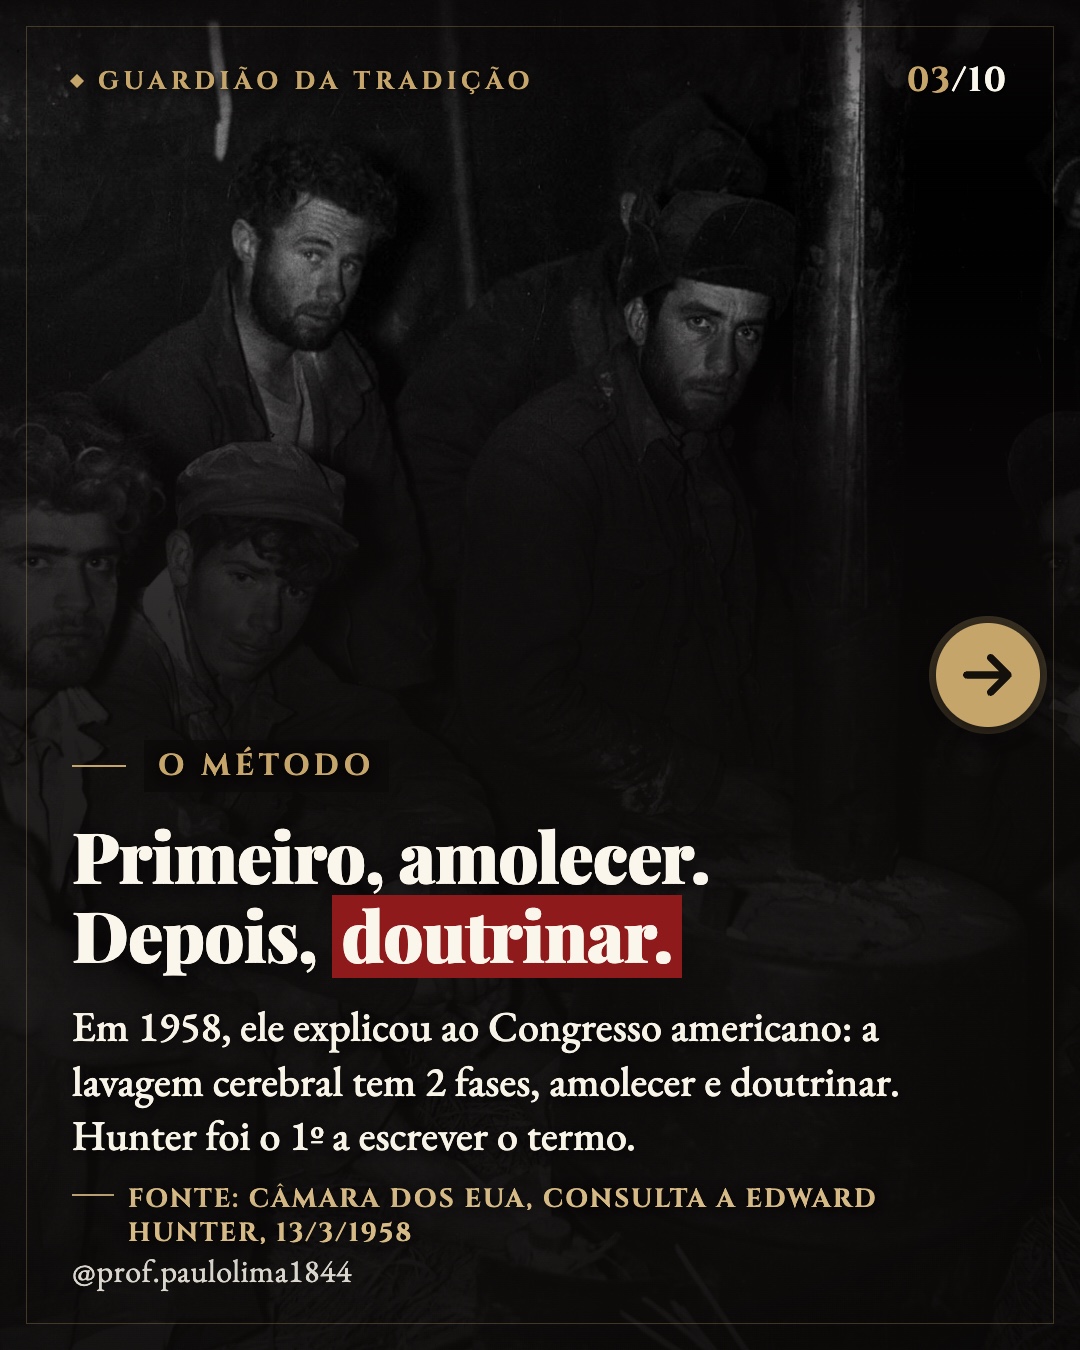 GUARDIÃO DA TRADIÇÃO
03/10
O MÉTODO
Primeiro, amolecer.
Depois, doutrinar.
Em 1958, ele explicou ao Congresso americano: a
lavagem cerebral tem 2 fases, amolecer e doutrinar.
Hunter foi o 1º a escrever o termo.
FONTE: CÂMARA DOS EUA, CONSULTA A EDWARD
HUNTER, 13/3/1958
@prof.paulolima1844